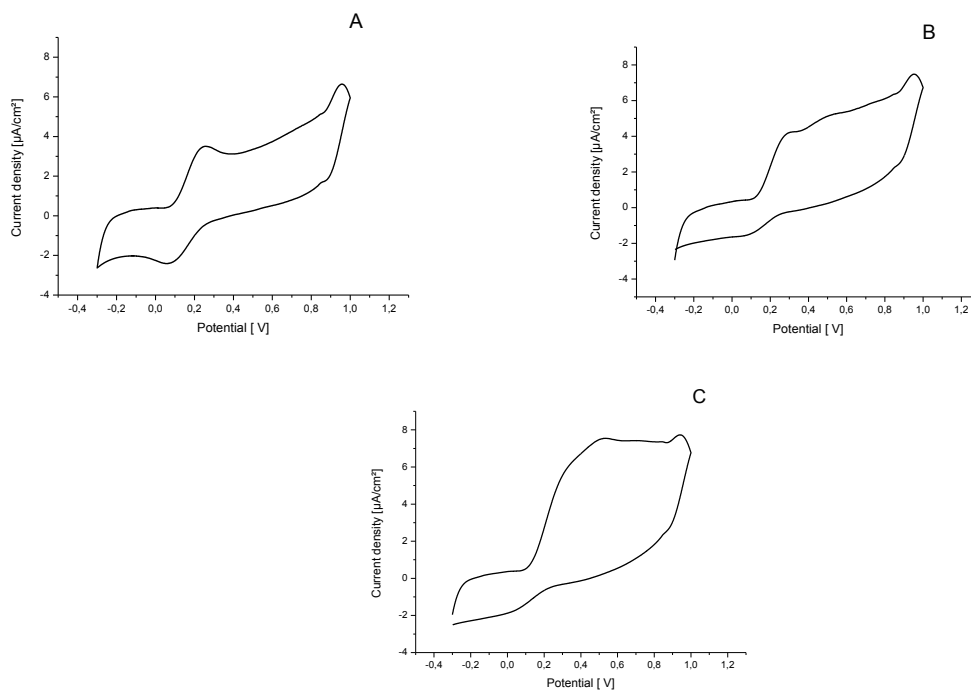 A
Current density [µA/cm²]
8
6
4
2
0
-2
-4
-0,4 -0,2 0,0 0,2 0,4 0,6 0,8 1,0 1,2
Potential [ V]
B
Current density [µA/cm²]
8
6
4
2
0
-2
-4
-0,4 -0,2 0,0 0,2 0,4 0,6 0,8 1,0 1,2
Potential [ V]
C
Current density [µA/cm²]
8
6
4
2
0
-2
-4
-0,4 -0,2 0,0 0,2 0,4 0,6 0,8 1,0 1,2
Potential [ V]